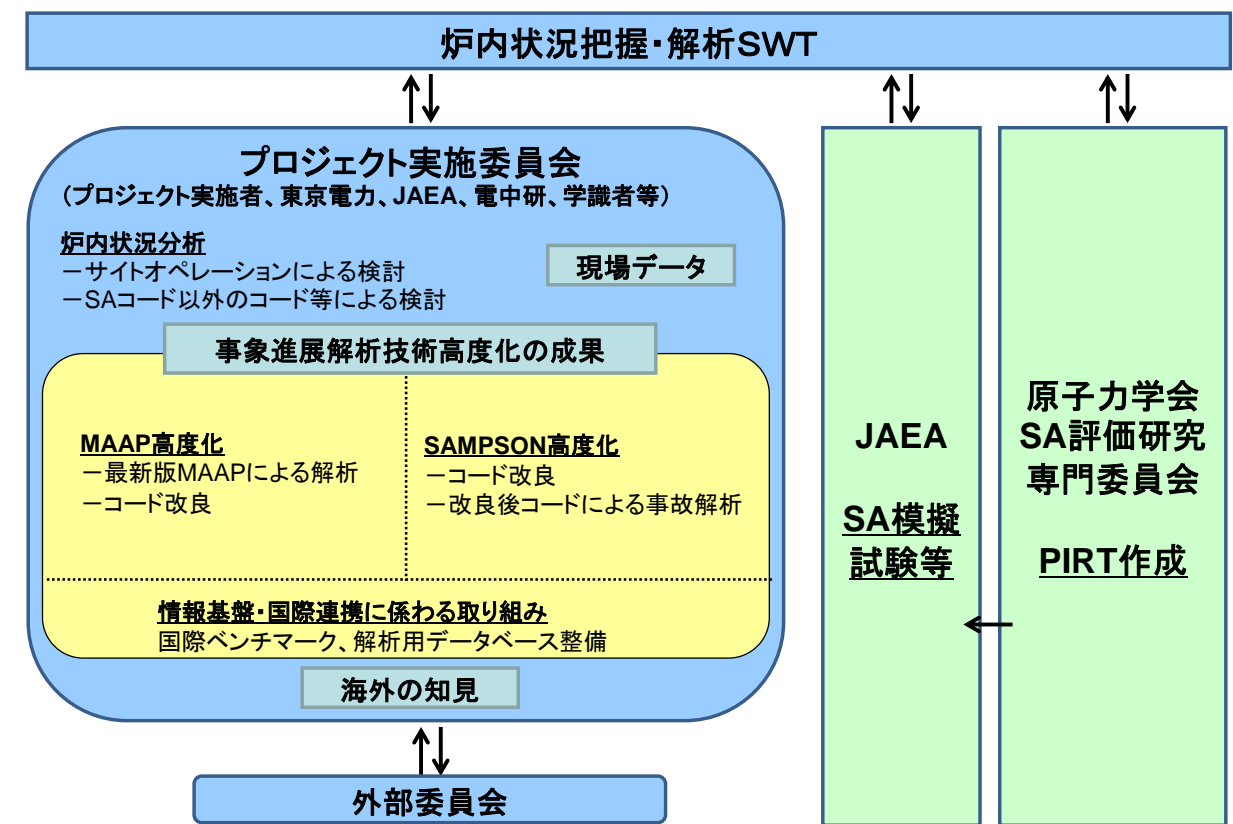 炉内状況把握・解析SWT
プロジェクト実施委員会
（プロジェクト実施者、東京電力、JAEA、電中研、学識者等）
炉内状況分析
－サイトオペレーションによる検討
－SAコード以外のコード等による検討
現場データ
事象進展解析技術高度化の成果
MAAP高度化
－最新版MAAPによる解析
－コード改良
SAMPSON高度化
－コード改良
－改良後コードによる事故解析
情報基盤・国際連携に係わる取り組み
国際ベンチマーク、解析用データベース整備
海外の知見
外部委員会
JAEA
SA模擬
試験等
原子力学会
SA評価研究
専門委員会
PIRT作成